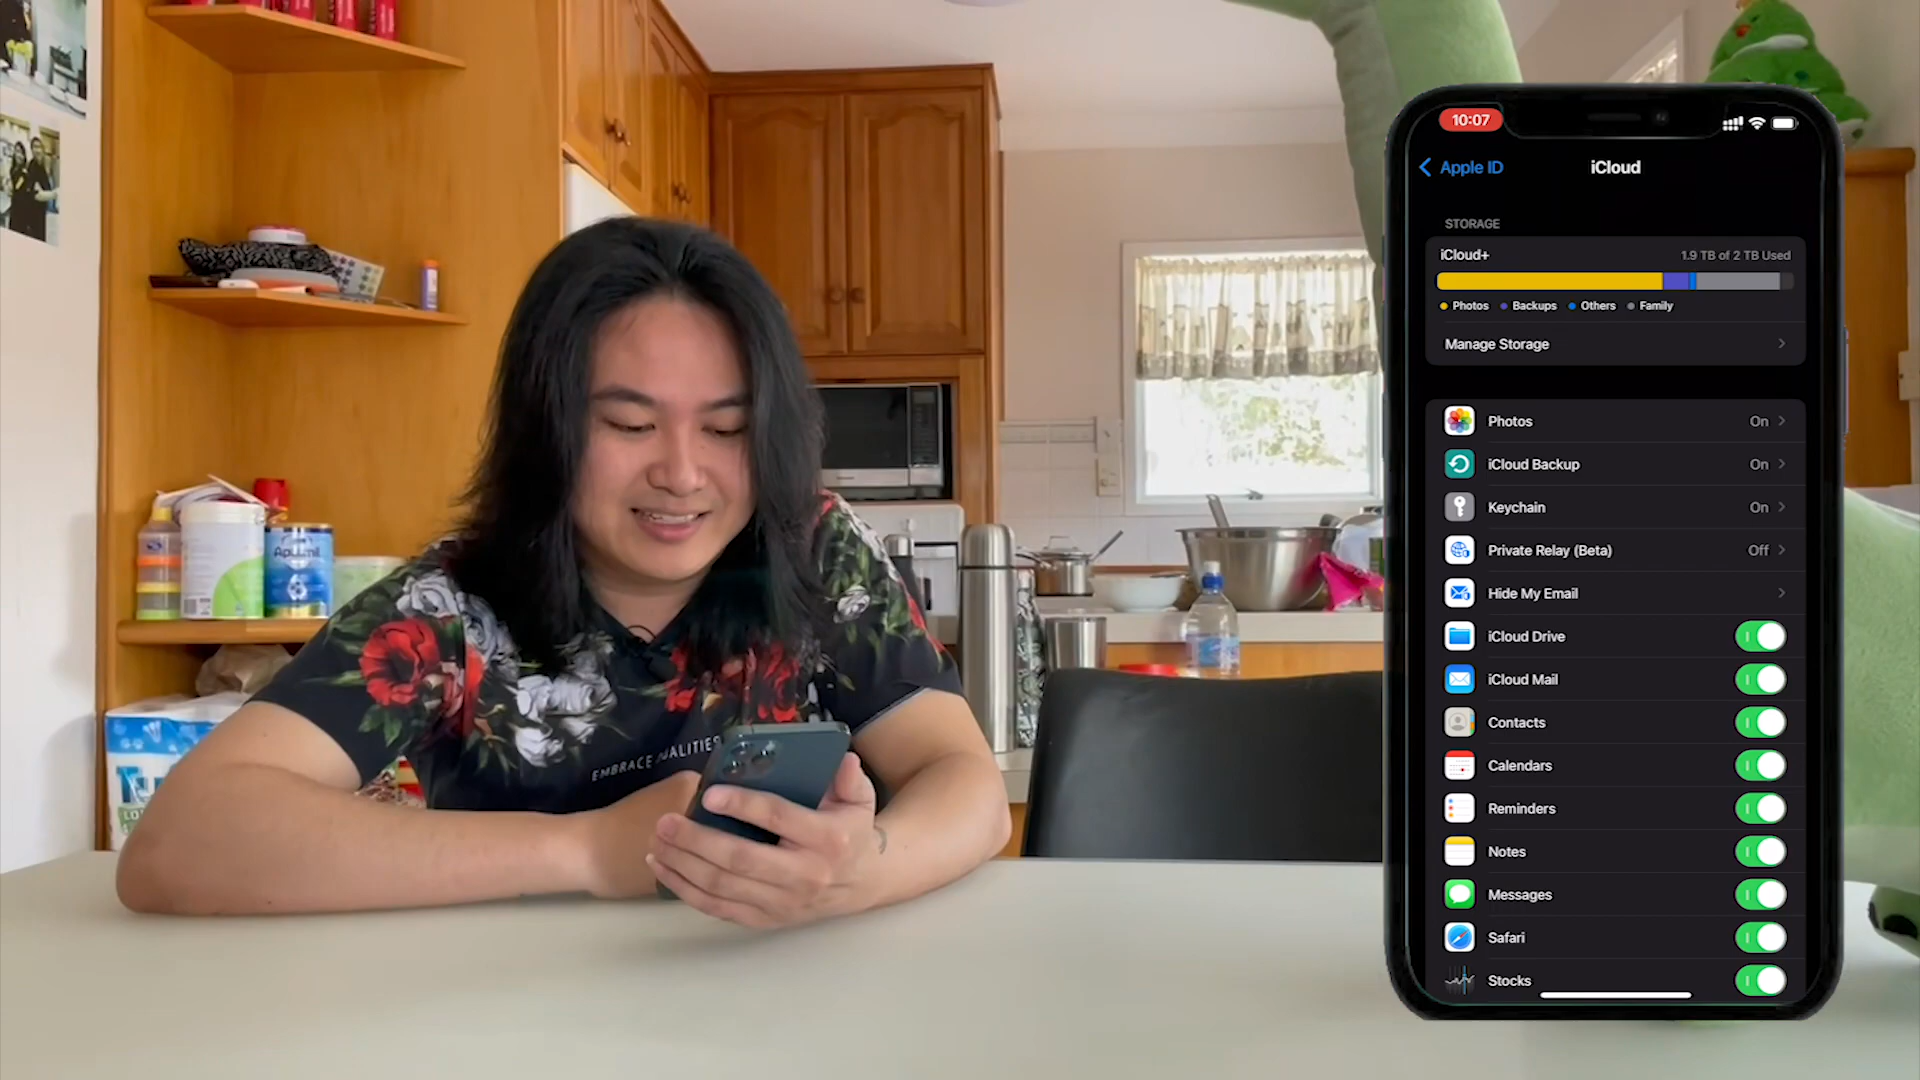 10:07
Apple ID
iCloud
STORAGE
iCloud+
1.9 TB of 2 TB Used
Photos Backups Others Family
Manage Storage
Photos On
iCloud Backup On
Keychain On
Private Relay (Beta) Off
Hide My Email
iCloud Drive
iCloud Mail
Contacts
Calendars
Reminders
Notes
Messages
Safari
Stocks
EMBRACE